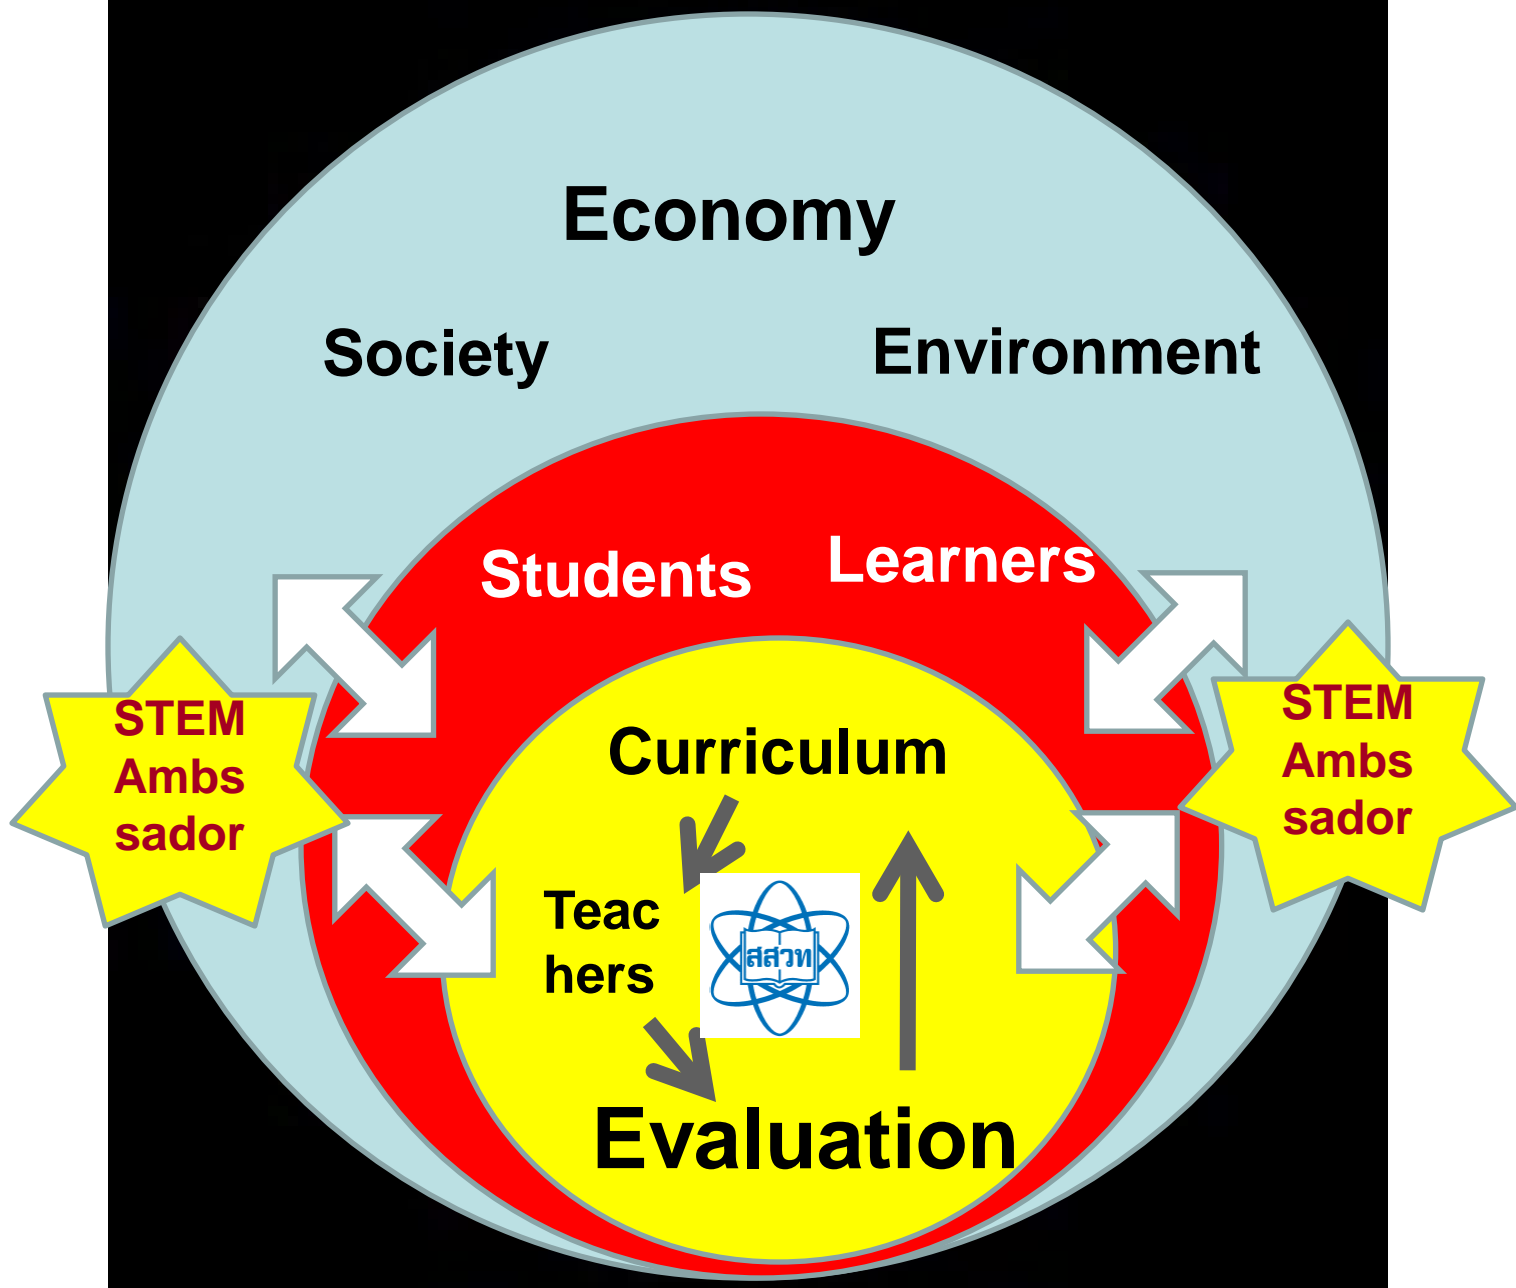 Economy
Society
Environment
Students
Learners
STEM
Ambs
sador
STEM
Ambs
sador
Curriculum
Teac
hers
สสวท
Evaluation